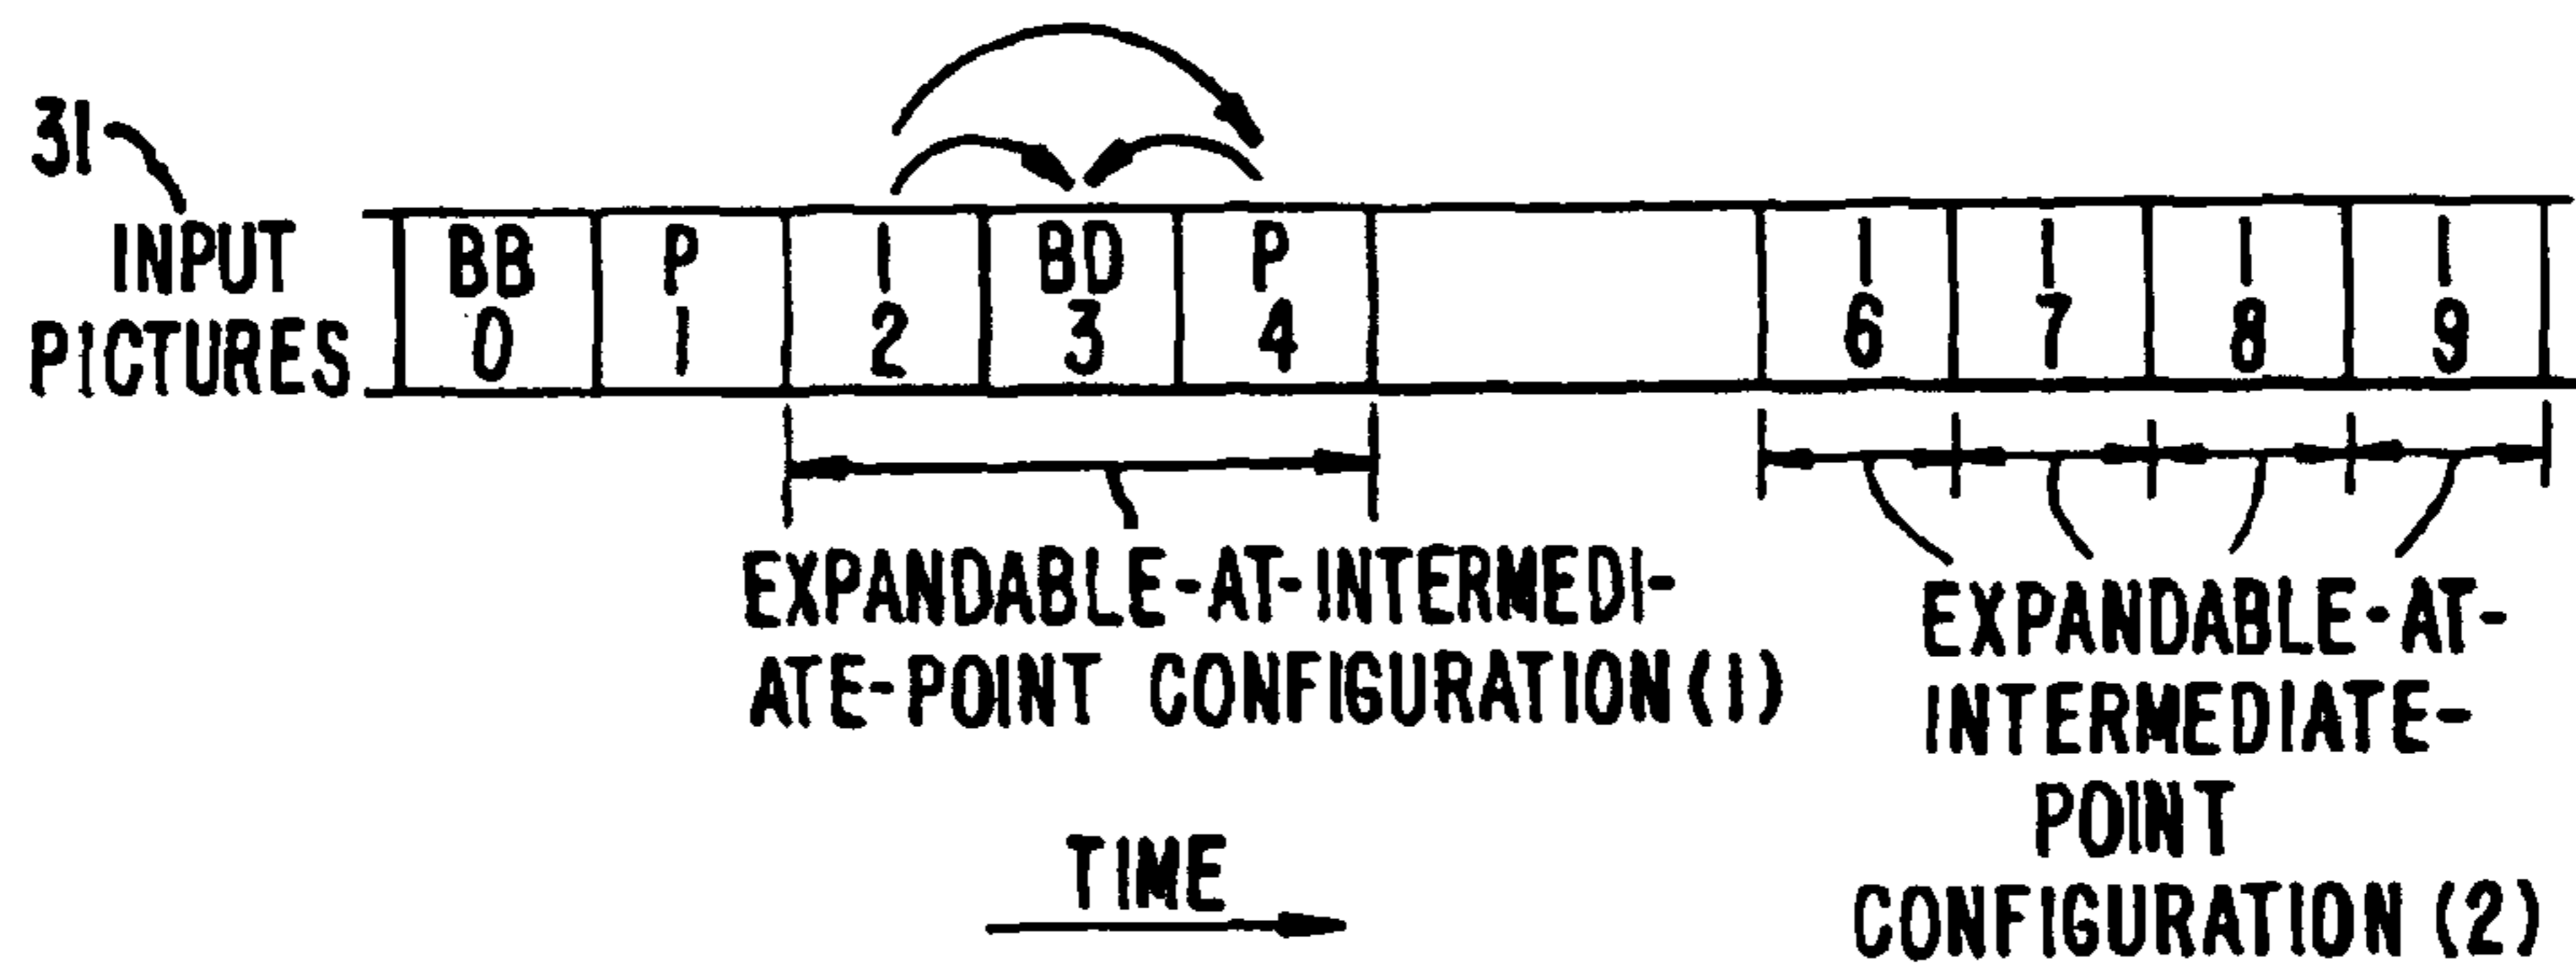 31
INPUT
PICTURES
BB P I BD P I I I I
0 1 2 3 4 6 7 8 9
EXPANDABLE-AT-INTERMEDI-
ATE-POINT CONFIGURATION(1)
EXPANDABLE-AT-
INTERMEDIATE-
POINT
CONFIGURATION (2)
TIME